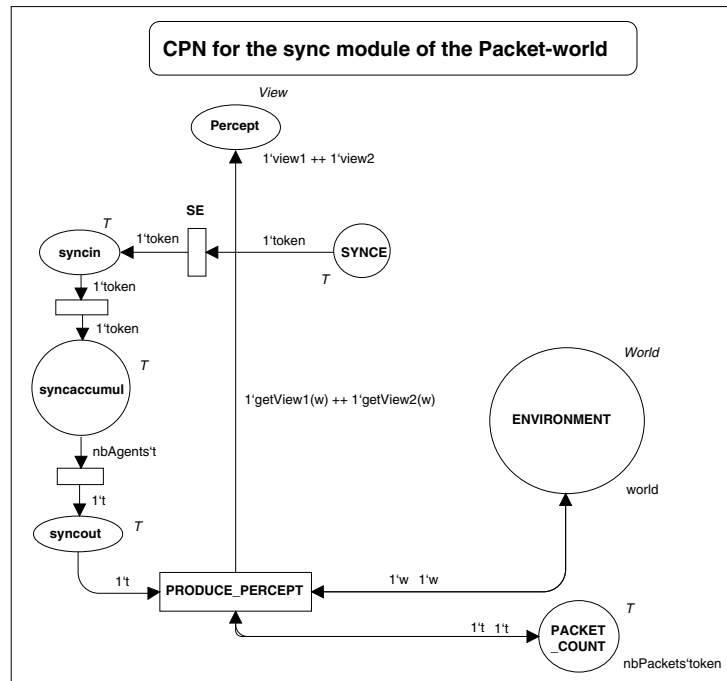 CPN for the sync module of the Packet-world
View
Percept
1‘view1 ++ 1‘view2
SE
T
1‘token
1‘token
syncin
SYNCE
T
1‘token
1‘token
T
syncaccumul
World
1‘getView1(w) ++ 1‘getView2(w)
ENVIRONMENT
nbAgents‘t
world
1‘t
T
syncout
1‘t
PRODUCE_PERCEPT
1‘w 1‘w
T
1‘t 1‘t
PACKET
_COUNT
nbPackets‘token